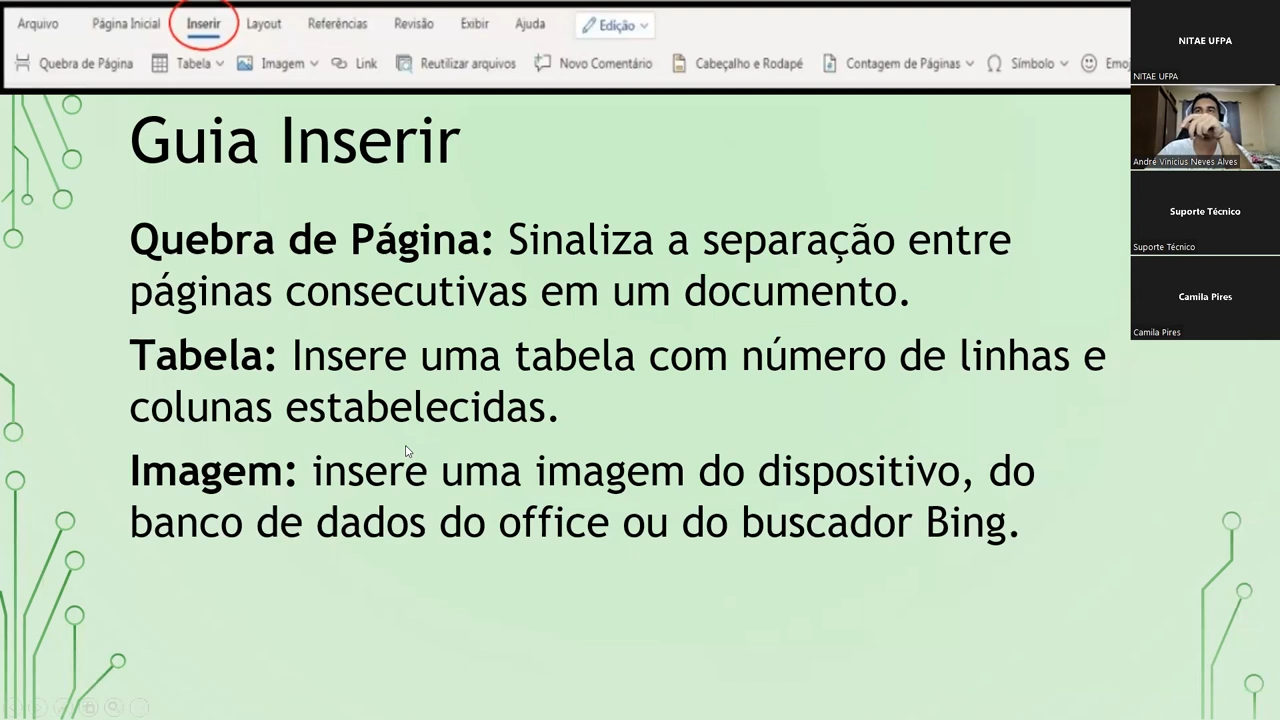 Arquivo Página Inicial Inserir Layout Referências Revisão Exibir Ajuda Edição
Quebra de Página Tabela Imagem Link Reutilizar arquivos Novo Comentário Cabeçalho e Rodapé Contagem de Páginas Símbolo Emoj
Guia Inserir
Quebra de Página: Sinaliza a separação entre
páginas consecutivas em um documento.
Tabela: Insere uma tabela com número de linhas e
colunas estabelecidas.
Imagem: insere uma imagem do dispositivo, do
banco de dados do office ou do buscador Bing.
NITAE UFPA
NITAE UFPA
André Vinicius Neves Alves
Suporte Técnico
Suporte Técnico
Camila Pires
Camila Pires